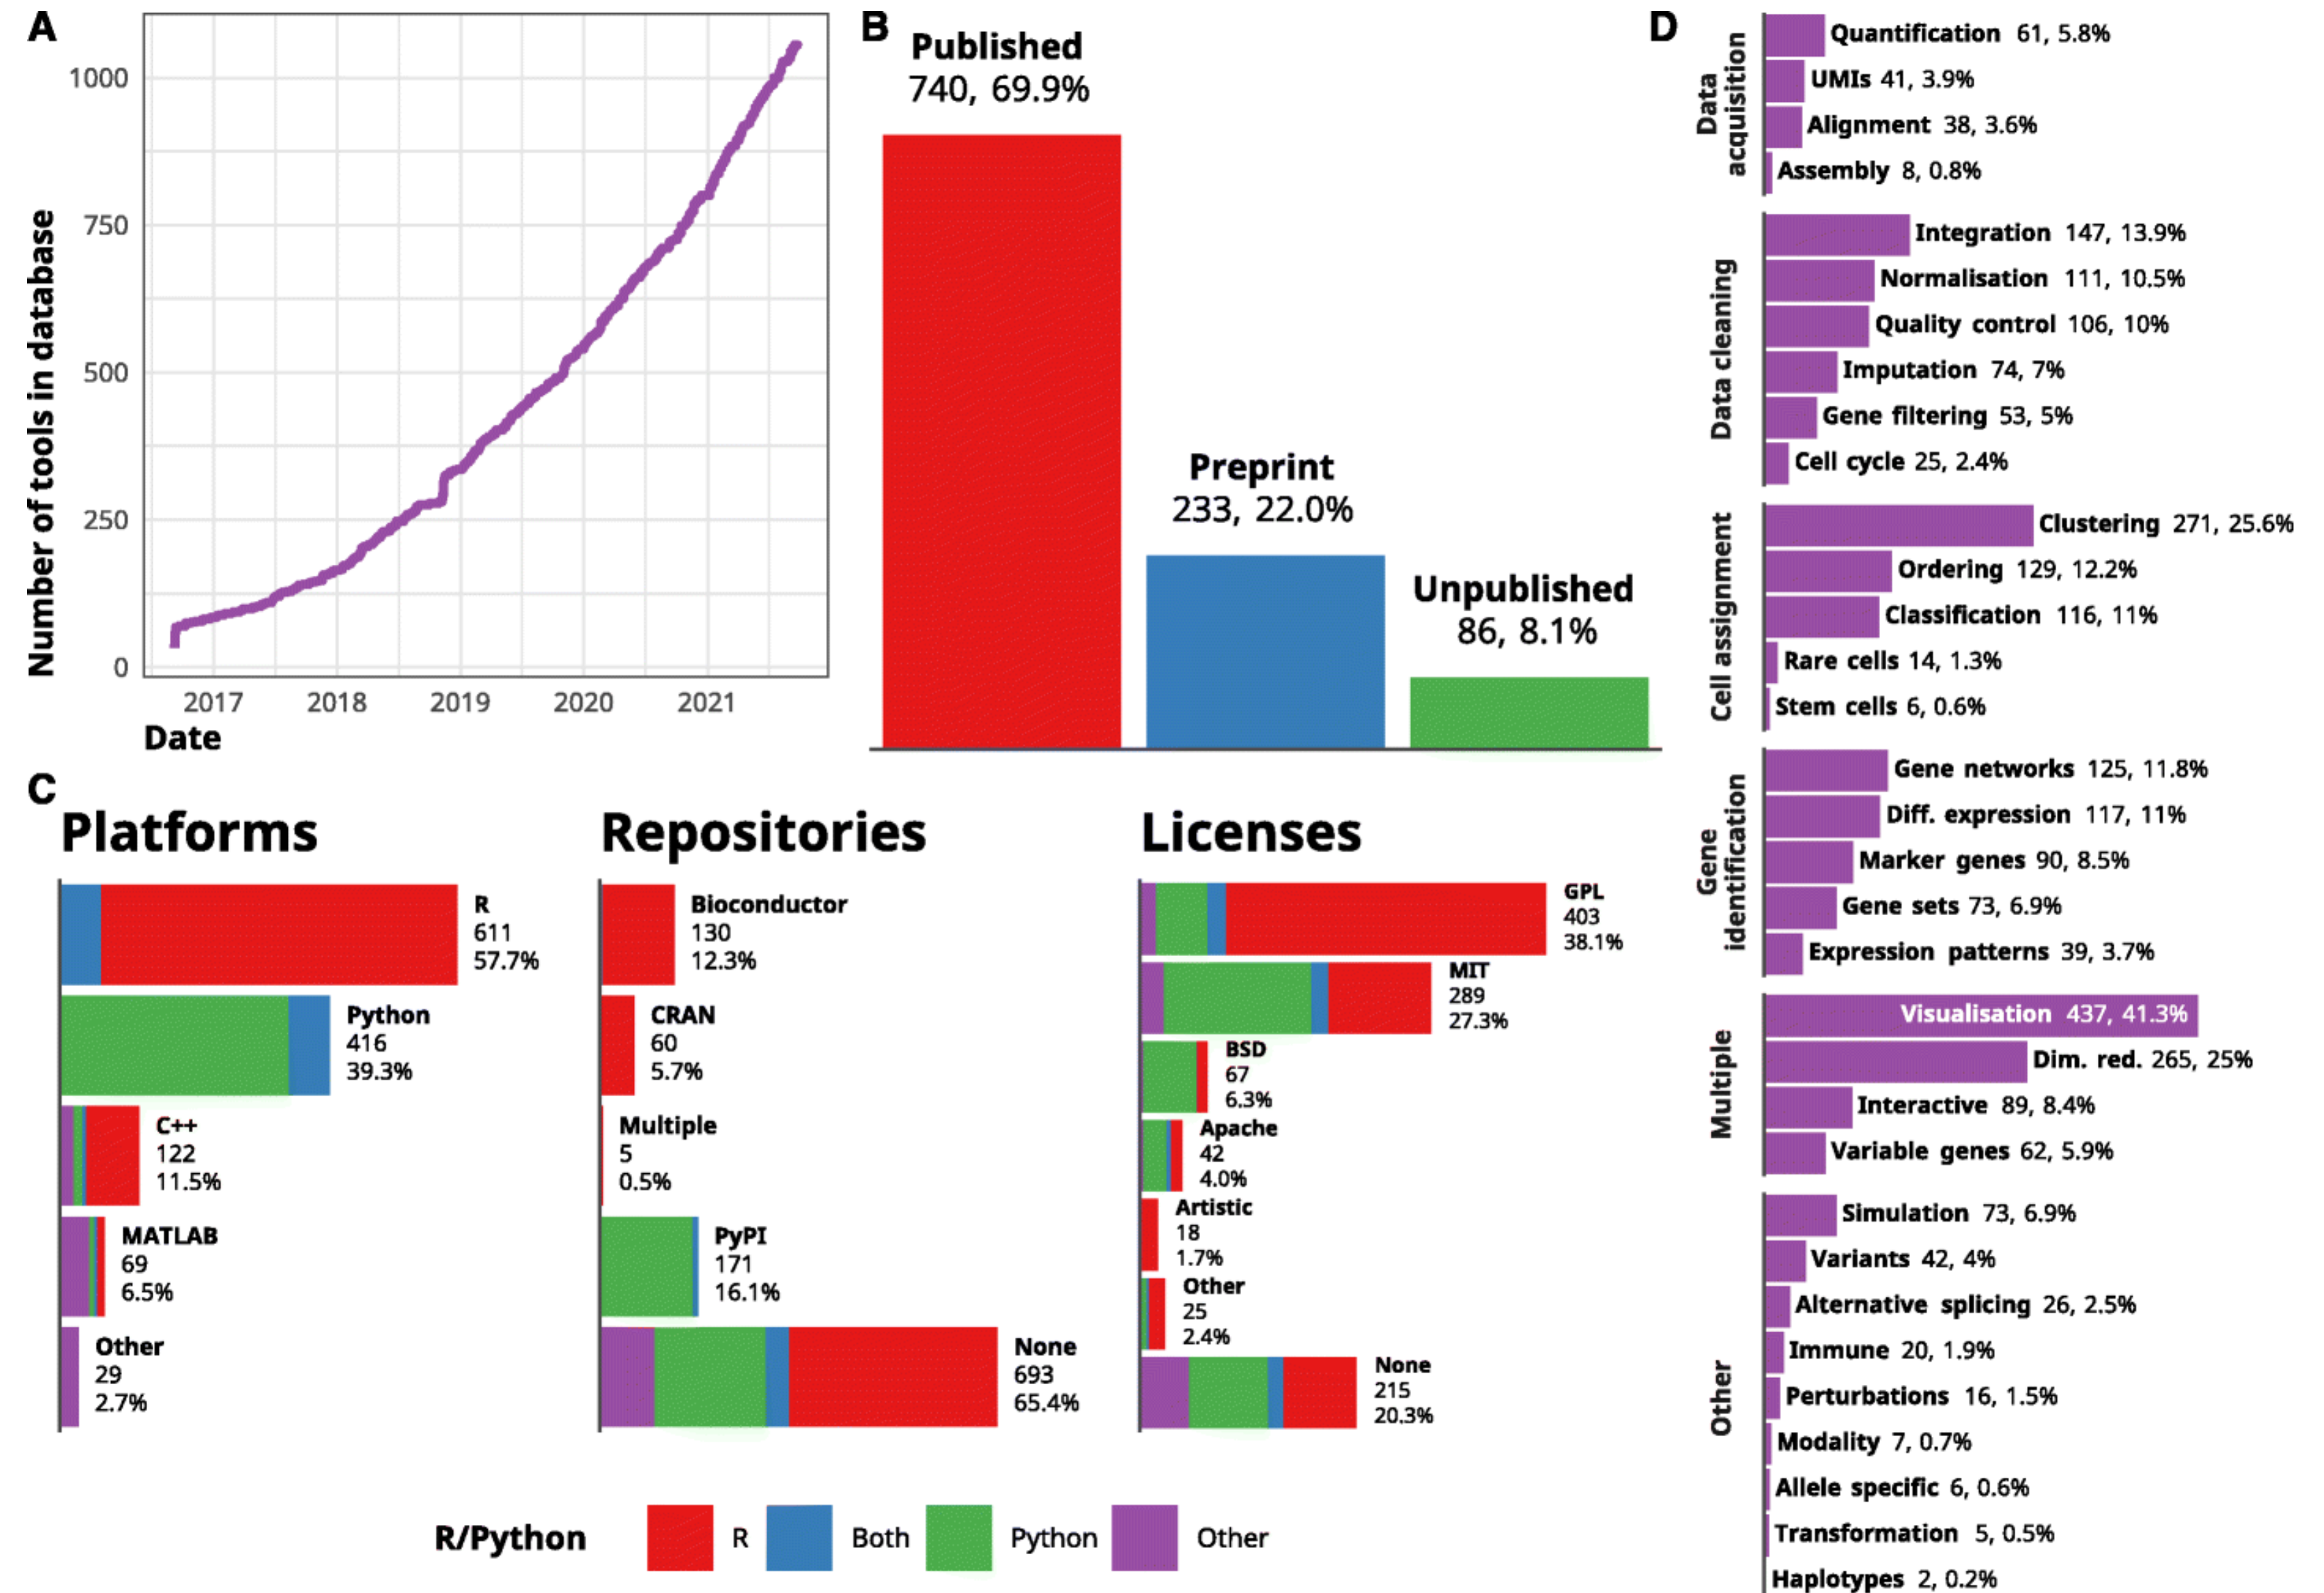 A
Number of tools in database
1000
750
500
250
0
2017 2018 2019 2020 2021
Date
B
Published
740, 69.9%
Preprint
233, 22.0%
Unpublished
86, 8.1%
C
Platforms
R
611
57.7%
Python
416
39.3%
C++
122
11.5%
MATLAB
69
6.5%
Other
29
2.7%
Repositories
Bioconductor
130
12.3%
CRAN
60
5.7%
Multiple
5
0.5%
PyPI
171
16.1%
None
693
65.4%
Licenses
GPL
403
38.1%
MIT
289
27.3%
BSD
67
6.3%
Apache
42
4.0%
Artistic
18
1.7%
Other
25
2.4%
None
215
20.3%
R/Python R Both Python Other
D
Data
acquisition
Quantification 61, 5.8%
UMIs 41, 3.9%
Alignment 38, 3.6%
Assembly 8, 0.8%
Data cleaning
Integration 147, 13.9%
Normalisation 111, 10.5%
Quality control 106, 10%
Imputation 74, 7%
Gene filtering 53, 5%
Cell cycle 25, 2.4%
Cell assignment
Clustering 271, 25.6%
Ordering 129, 12.2%
Classification 116, 11%
Rare cells 14, 1.3%
Stem cells 6, 0.6%
Gene
identification
Gene networks 125, 11.8%
Diff. expression 117, 11%
Marker genes 90, 8.5%
Gene sets 73, 6.9%
Expression patterns 39, 3.7%
Multiple
Visualisation 437, 41.3%
Dim. red. 265, 25%
Interactive 89, 8.4%
Variable genes 62, 5.9%
Other
Simulation 73, 6.9%
Variants 42, 4%
Alternative splicing 26, 2.5%
Immune 20, 1.9%
Perturbations 16, 1.5%
Modality 7, 0.7%
Allele specific 6, 0.6%
Transformation 5, 0.5%
Haplotypes 2, 0.2%